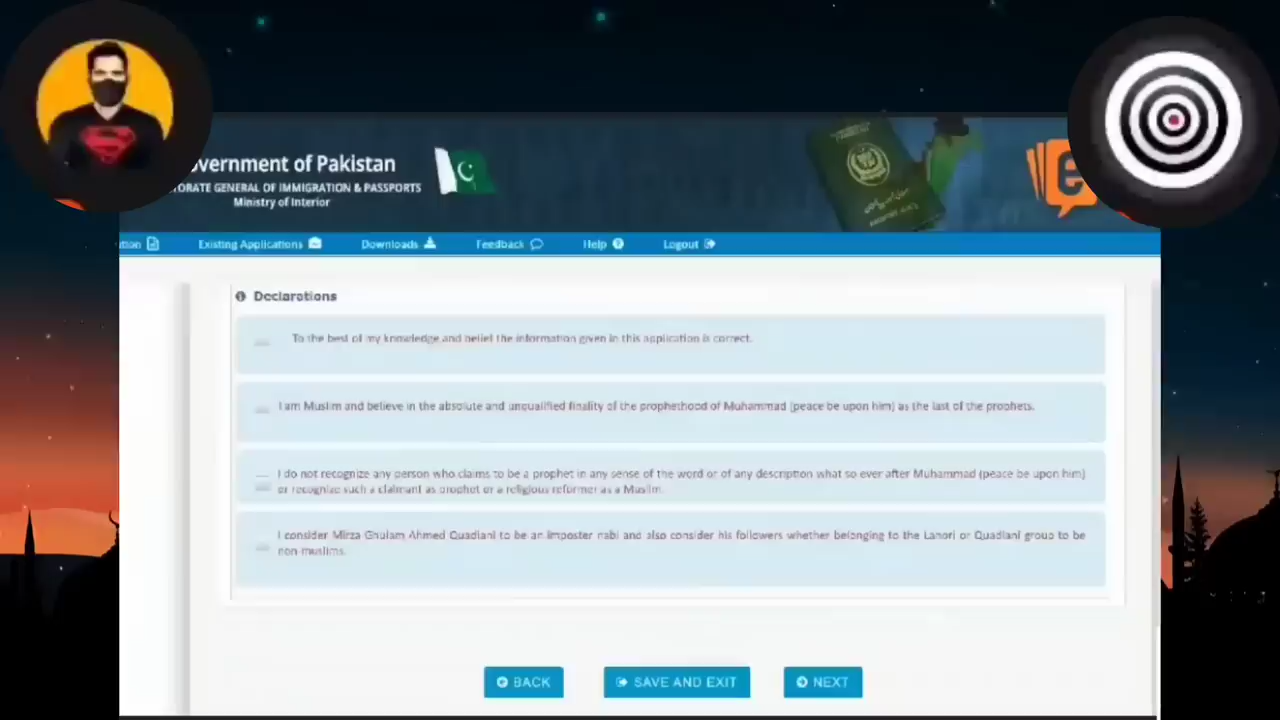 overnment of Pakistan
TORATE GENERAL OF IMMIGRATION & PASSPORTS
Ministry of Interior
e
Existing Applications
Downloads
Feedback
Help
Logout
Declarations
To the best of my knowledge and belief the information given in this application is correct.
I am Muslim and believe in the absolute and unqualified finality of the prophethood of Muhammad (peace be upon him) as the last of the prophets.
I do not recognize any person who claims to be a prophet in any sense of the word or of any description what so ever after Muhammad (peace be upon him)
or recognize such a claimant as prophet or a religious reformer as a Muslim.
I consider Mirza Ghulam Ahmed Quadiani to be an imposter nabi and also consider his followers whether belonging to the Lahori or Quadiani group to be
non-muslims.
BACK
SAVE AND EXIT
NEXT